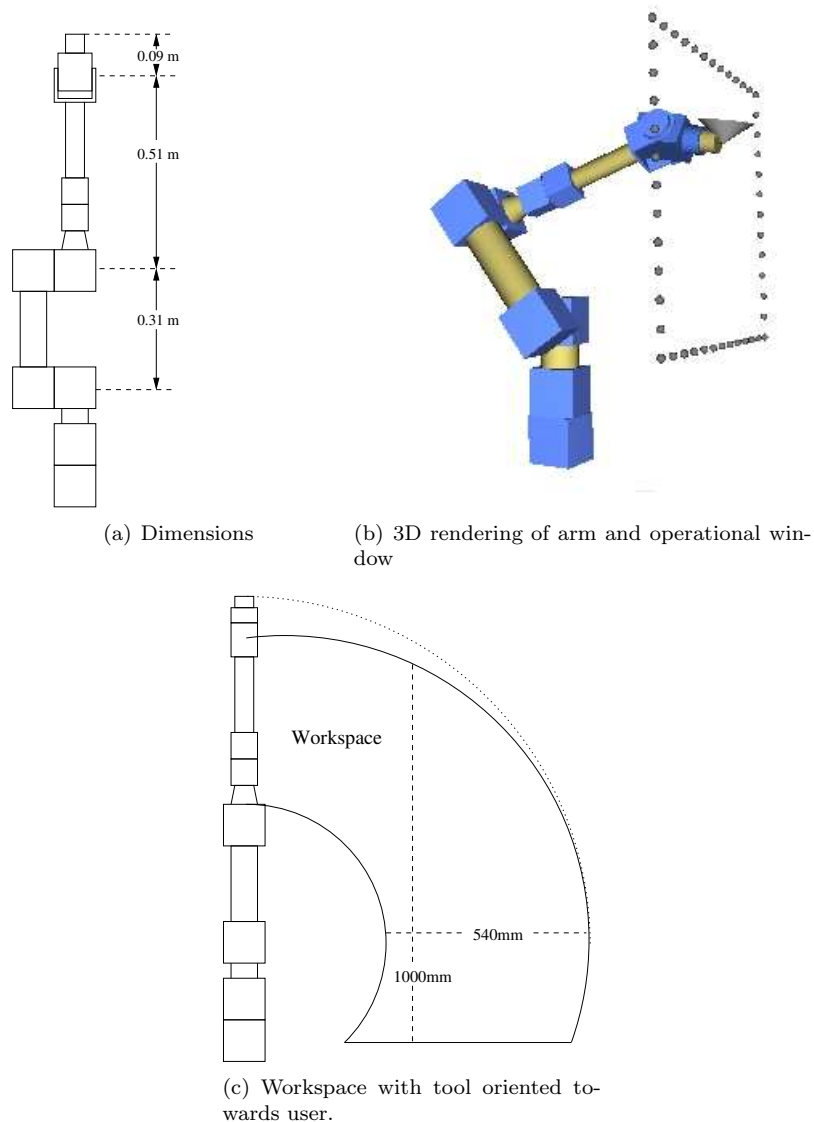 0.09 m
0.51 m
0.31 m
(a) Dimensions
(b) 3D rendering of arm and operational win-
dow
Workspace
540mm
1000mm
(c) Workspace with tool oriented to-
wards user.